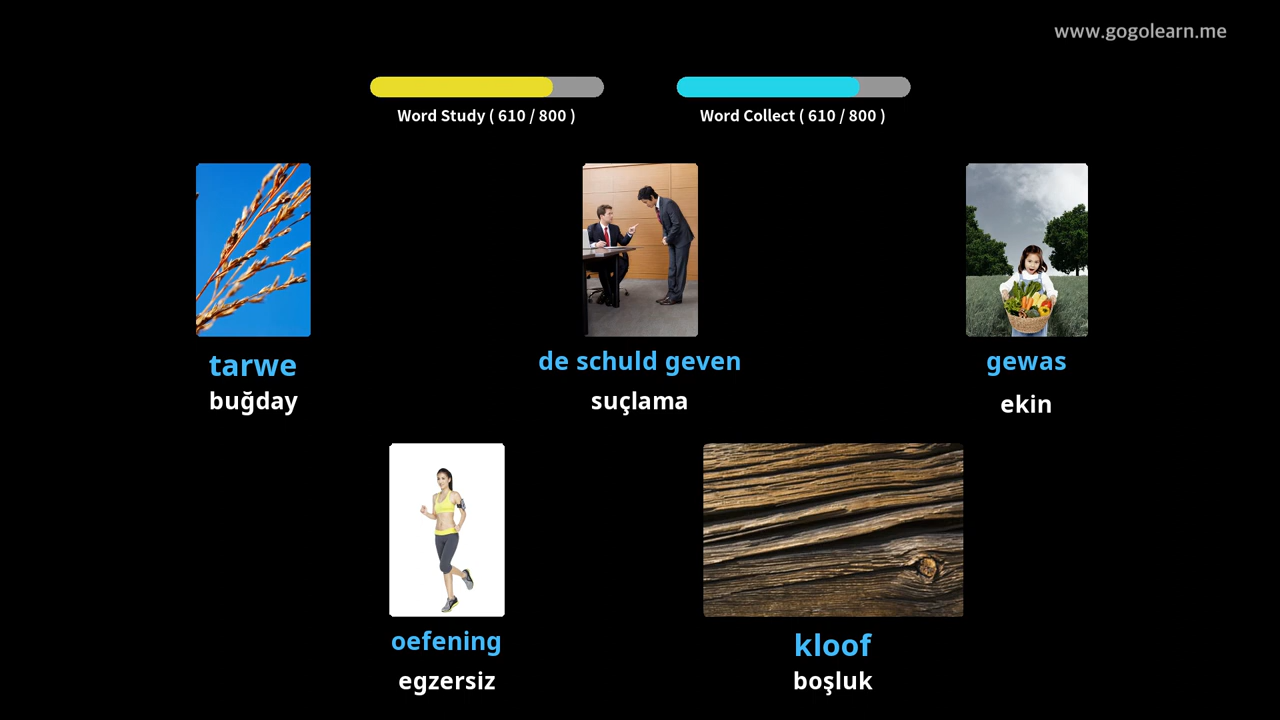 www.gogolearn.me
Word Study ( 610 / 800 )
Word Collect ( 610 / 800 )
tarwe
buğday
de schuld geven
suçlama
gewas
ekin
oefening
egzersiz
kloof
boşluk